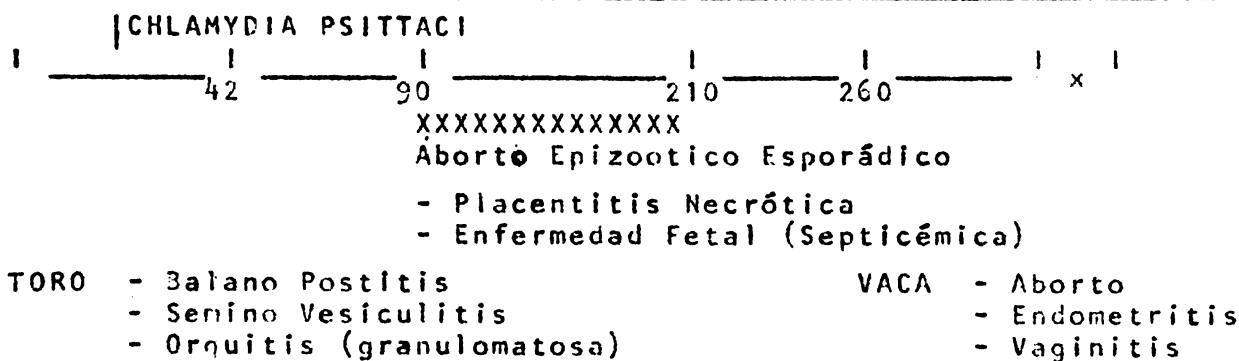 CHLAMYDIA PSITTACI
42 90 210 260 x
XXXXXXXXXXXXXX
Aborto Epizootico Esporádico
- Placentitis Necrótica
- Enfermedad Fetal (Septicémica)
TORO - Balano Postitis VACA - Aborto
- Semino Vesiculitis - Endometritis
- Orquitis (granulomatosa) - Vaginitis